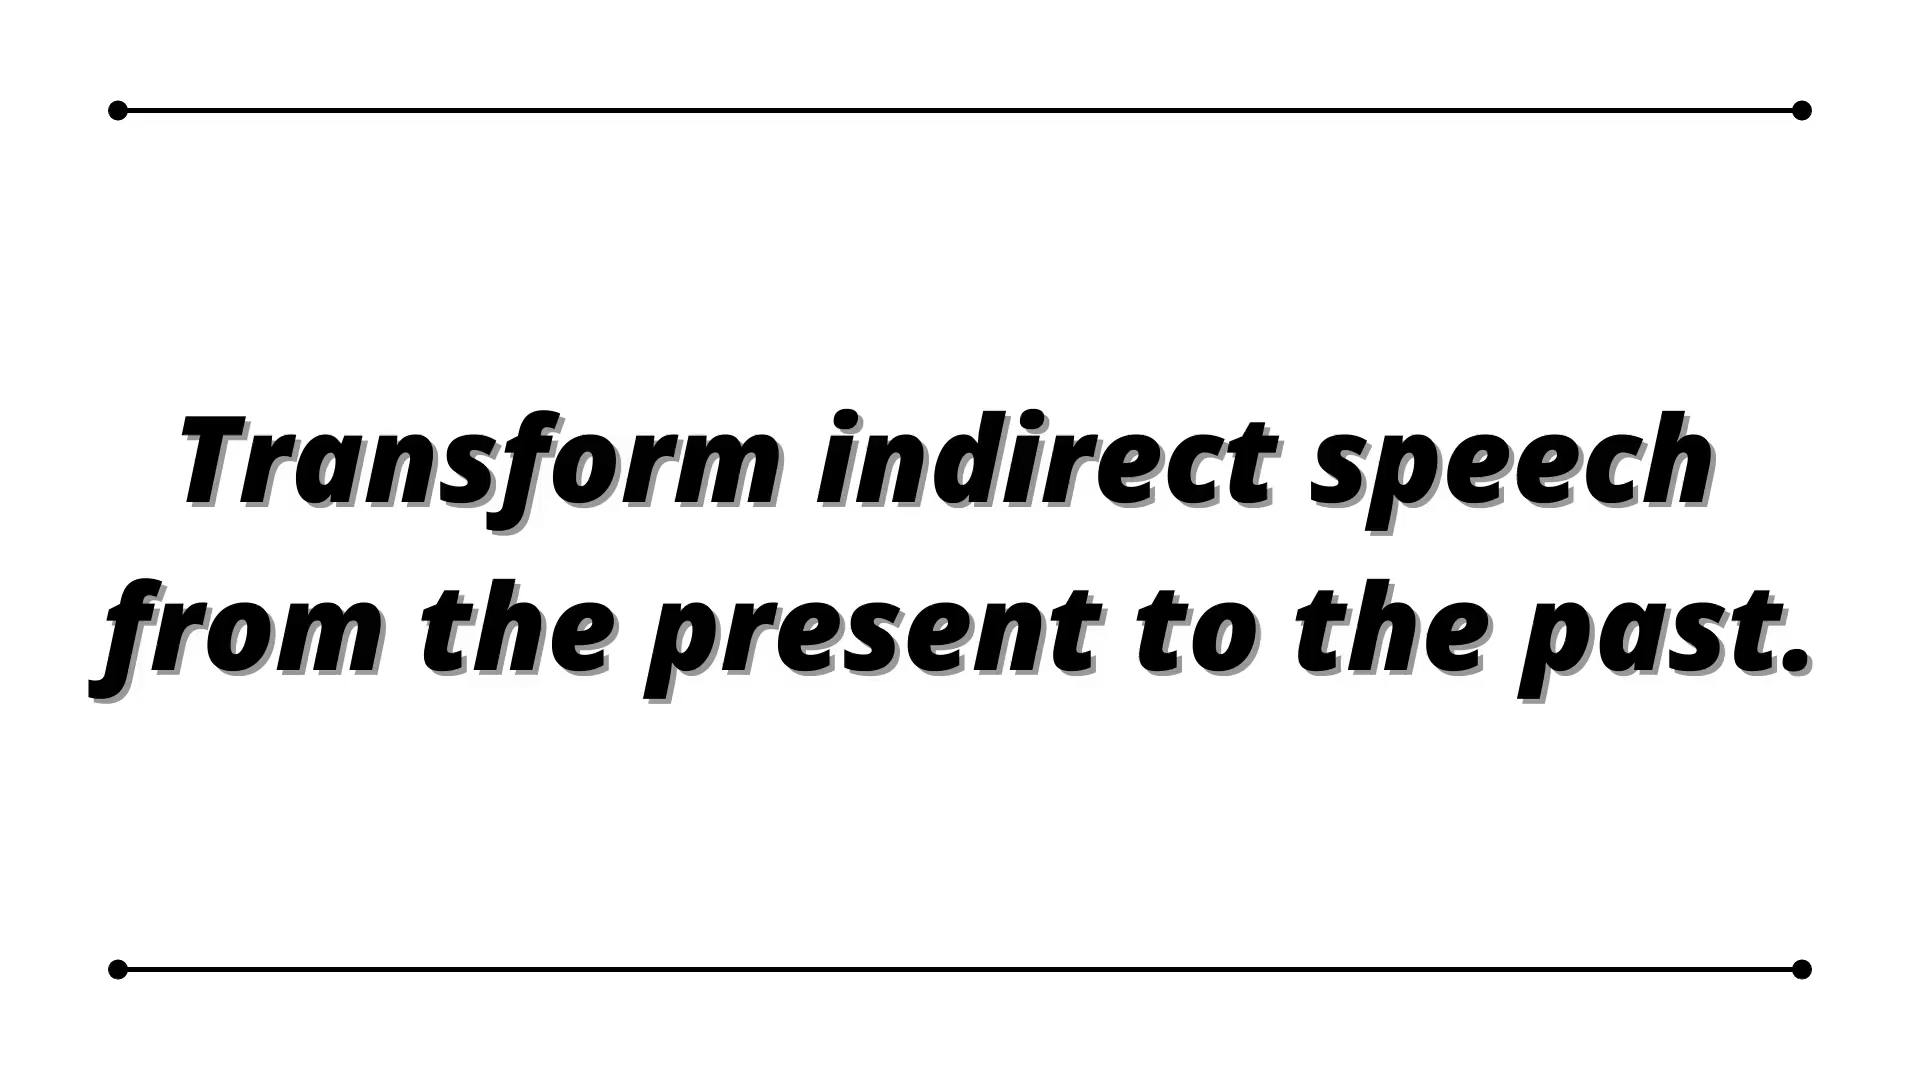 Transform indirect speech
from the present to the past.